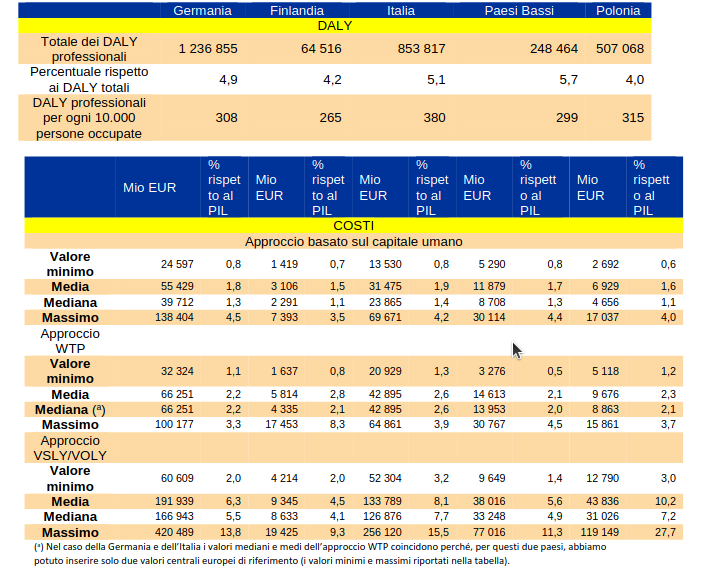 Germania Finlandia Italia Paesi Bassi Polonia
DALY
Totale dei DALY
professionali 1 236 855 64 516 853 817 248 464 507 068
Percentuale rispetto
ai DALY totali 4,9 4,2 5,1 5,7 4,0
DALY professionali
per ogni 10.000 308 265 380 299 315
persone occupate
Mio EUR % rispet to al PIL Mio EUR % rispet to al PIL Mio EUR % rispet to al PIL Mio EUR % rispett o al PIL Mio EUR % rispett o al PIL
COSTI
Approccio basato sul capitale umano
Valore
minimo 24 597 0,8 1 419 0,7 13 530 0,8 5 290 0,8 2 692 0,6
Media 55 429 1,8 3 106 1,5 31 475 1,9 11 879 1,7 6 929 1,6
Mediana 39 712 1,3 2 291 1,1 23 865 1,4 8 708 1,3 4 656 1,1
Massimo 138 404 4,5 7 393 3,5 69 671 4,2 30 114 4,4 17 037 4,0
Approccio
WTP
Valore
minimo 32 324 1,1 1 637 0,8 20 929 1,3 3 276 0,5 5 118 1,2
Media 66 251 2,2 5 814 2,8 42 895 2,6 14 613 2,1 9 676 2,3
Mediana (ª) 66 251 2,2 4 335 2,1 42 895 2,6 13 953 2,0 8 863 2,1
Massimo 100 177 3,3 17 453 8,3 64 861 3,9 30 767 4,5 15 861 3,7
Approccio
VSLY/VOLY
Valore
minimo 60 609 2,0 4 214 2,0 52 304 3,2 9 649 1,4 12 790 3,0
Media 191 939 6,3 9 345 4,5 133 789 8,1 38 016 5,6 43 836 10,2
Mediana 166 943 5,5 8 633 4,1 126 876 7,7 33 248 4,9 31 026 7,2
Massimo 420 489 13,8 19 425 9,3 256 120 15,5 77 016 11,3 119 149 27,7
(ª) Nel caso della Germania e dell'Italia i valori mediani e medi dell'approccio WTP coincidono perché, per questi due paesi, abbiamo
potuto inserire solo due valori centrali europei di riferimento (i valori minimi e massimi riportati nella tabella).